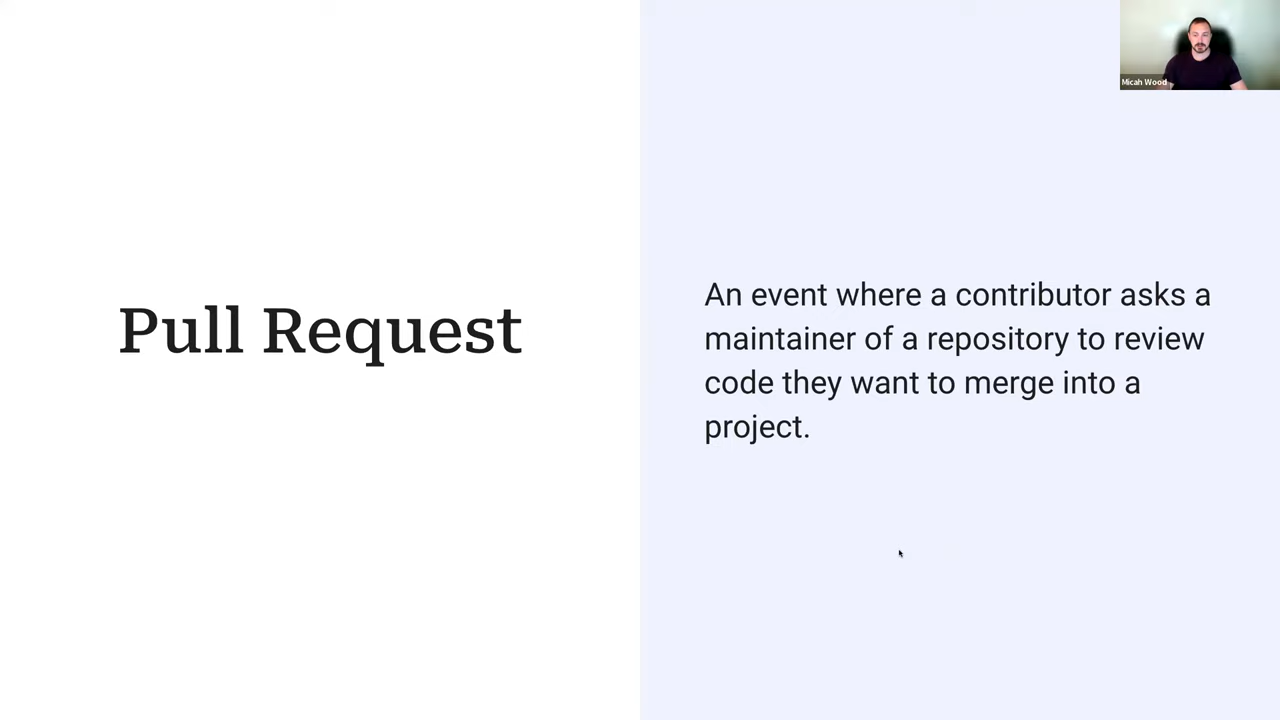 Pull Request
An event where a contributor asks a
maintainer of a repository to review
code they want to merge into a
project.
Micah Wood